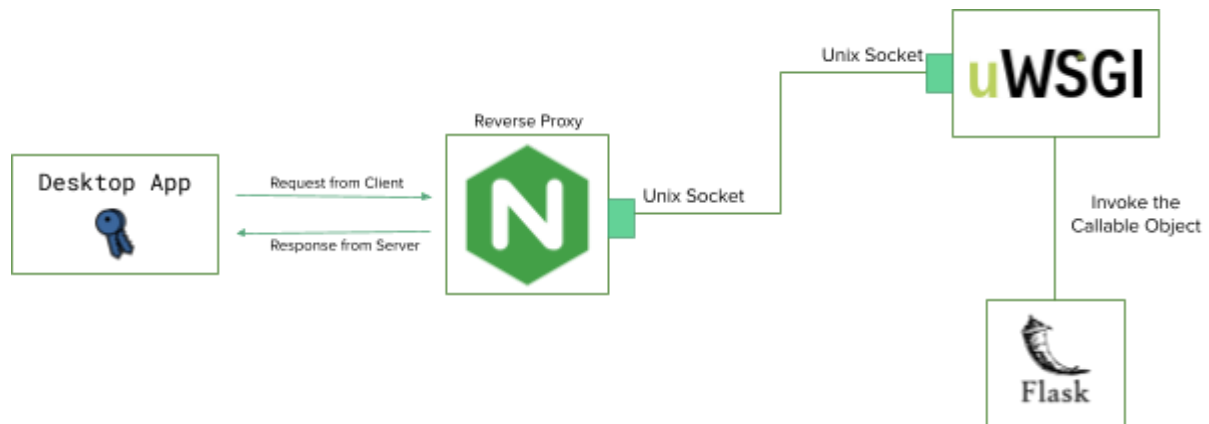 Desktop App
Request from Client
Response from Server
Reverse Proxy
N
Unix Socket
Unix Socket
uWSGI
Invoke the
Callable Object
Flask